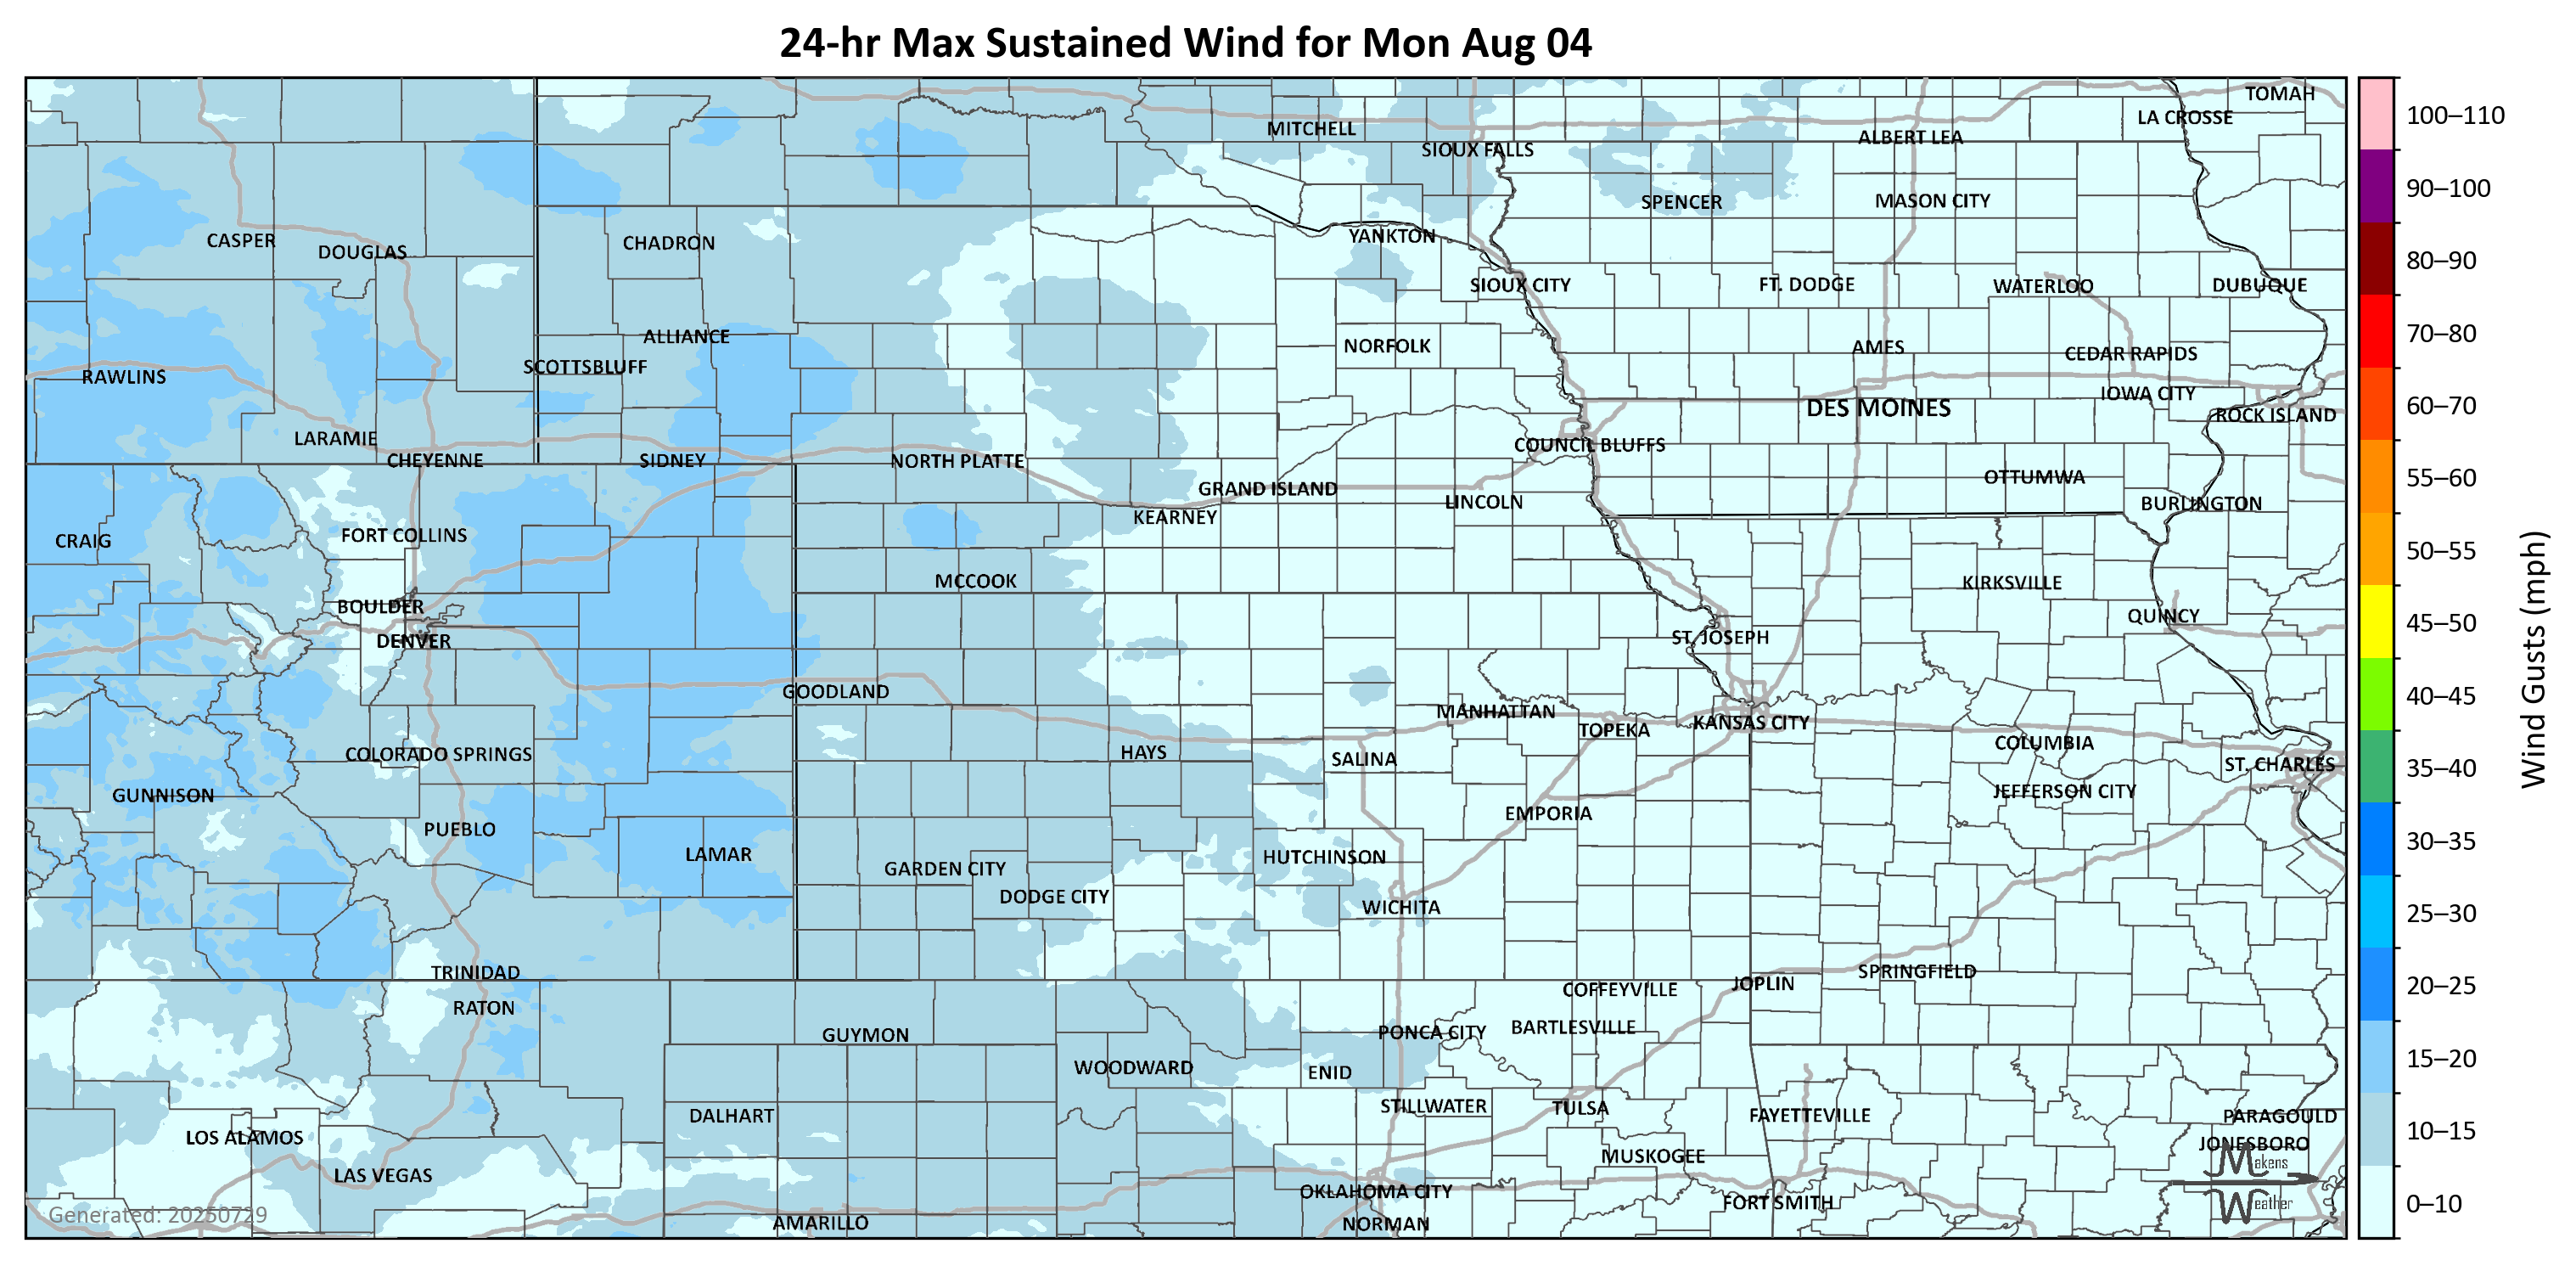 24-hr Max Sustained Wind for Mon Aug 04
TOMAH
LA CROSSE
MITCHELL
ALBERT LEA
SIOUX FALLS
SPENCER
MASON CITY
CASPER
DOUGLAS
CHADRON
YANKTON
SIOUX CITY
FT. DODGE
WATERLOO
DUBUQUE
ALLIANCE
SCOTTSBLUFF
NORFOLK
AMES
CEDAR RAPIDS
RAWLINS
IOWA CITY
DES MOINES
ROCK ISLAND
LARAMIE
COUNCIL BLUFFS
CHEYENNE
SIDNEY
NORTH PLATTE
OTTUMWA
GRAND ISLAND
LINCOLN
BURLINGTON
KEARNEY
CRAIG
FORT COLLINS
MCCOOK
KIRKSVILLE
BOULDER
QUINCY
DENVER
ST. JOSEPH
GOODLAND
MANHATTAN
TOPEKA
KANSAS CITY
COLUMBIA
COLORADO SPRINGS
HAYS
SALINA
ST. CHARLES
GUNNISON
JEFFERSON CITY
EMPORIA
PUEBLO
LAMAR
HUTCHINSON
GARDEN CITY
DODGE CITY
WICHITA
TRINIDAD
SPRINGFIELD
JOPLIN
COFFEYVILLE
RATON
GUYMON
PONCA CITY
BARTLESVILLE
WOODWARD
ENID
DALHART
STILLWATER
TULSA
FAYETTEVILLE
PARAGOULD
LOS ALAMOS
JONESBORO
MUSKOGEE
LAS VEGAS
OKLAHOMA CITY
FORT SMITH
AMARILLO
NORMAN
Generated: 20250729
Makens
Weather
100–110
90–100
80–90
70–80
60–70
55–60
50–55
45–50
40–45
35–40
30–35
25–30
20–25
15–20
10–15
0–10
Wind Gusts (mph)